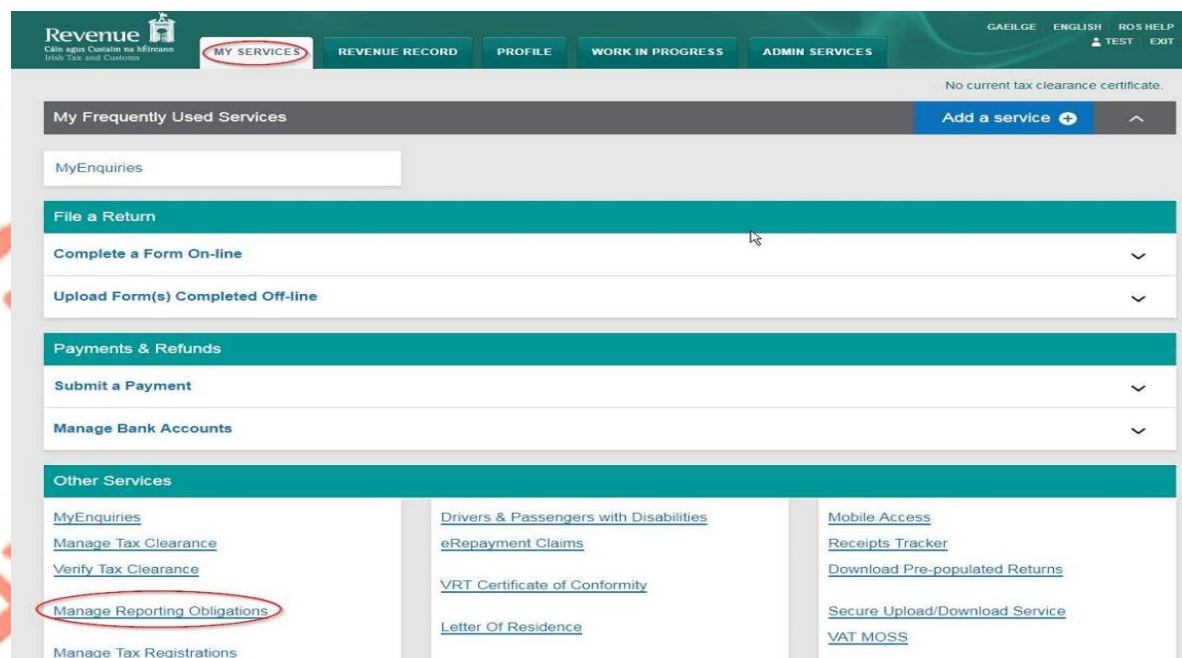 GAEILGE ENGLISH ROS HELP
Revenue
Cáin agus Custaim na hÉireann
Irish Tax and Customs
MY SERVICES REVENUE RECORD PROFILE WORK IN PROGRESS ADMIN SERVICES
TEST EXIT
No current tax clearance certificate.
My Frequently Used Services Add a service
MyEnquiries
File a Return
Complete a Form On-line
Upload Form(s) Completed Off-line
Payments & Refunds
Submit a Payment
Manage Bank Accounts
Other Services
MyEnquiries
Manage Tax Clearance
Verify Tax Clearance
Manage Reporting Obligations
Manage Tax Registrations
Drivers & Passengers with Disabilities
eRepayment Claims
VRT Certificate of Conformity
Letter Of Residence
Mobile Access
Receipts Tracker
Download Pre-populated Returns
Secure Upload/Download Service
VAT MOSS